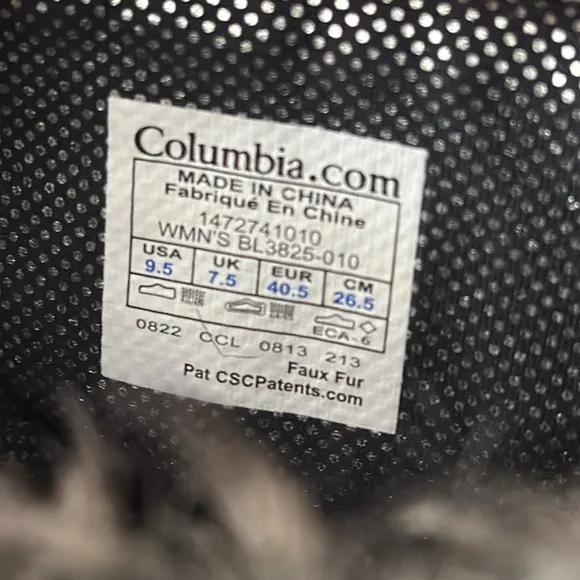 Columbia.com
MADE IN CHINA
Fabriqué En Chine
1472741010
WMN'S BL3825-010
USA UK EUR CM
9.5 7.5 40.5 26.5
ECA-6
0822 CCL 0813 213
Faux Fur
Pat CSCPatents.com